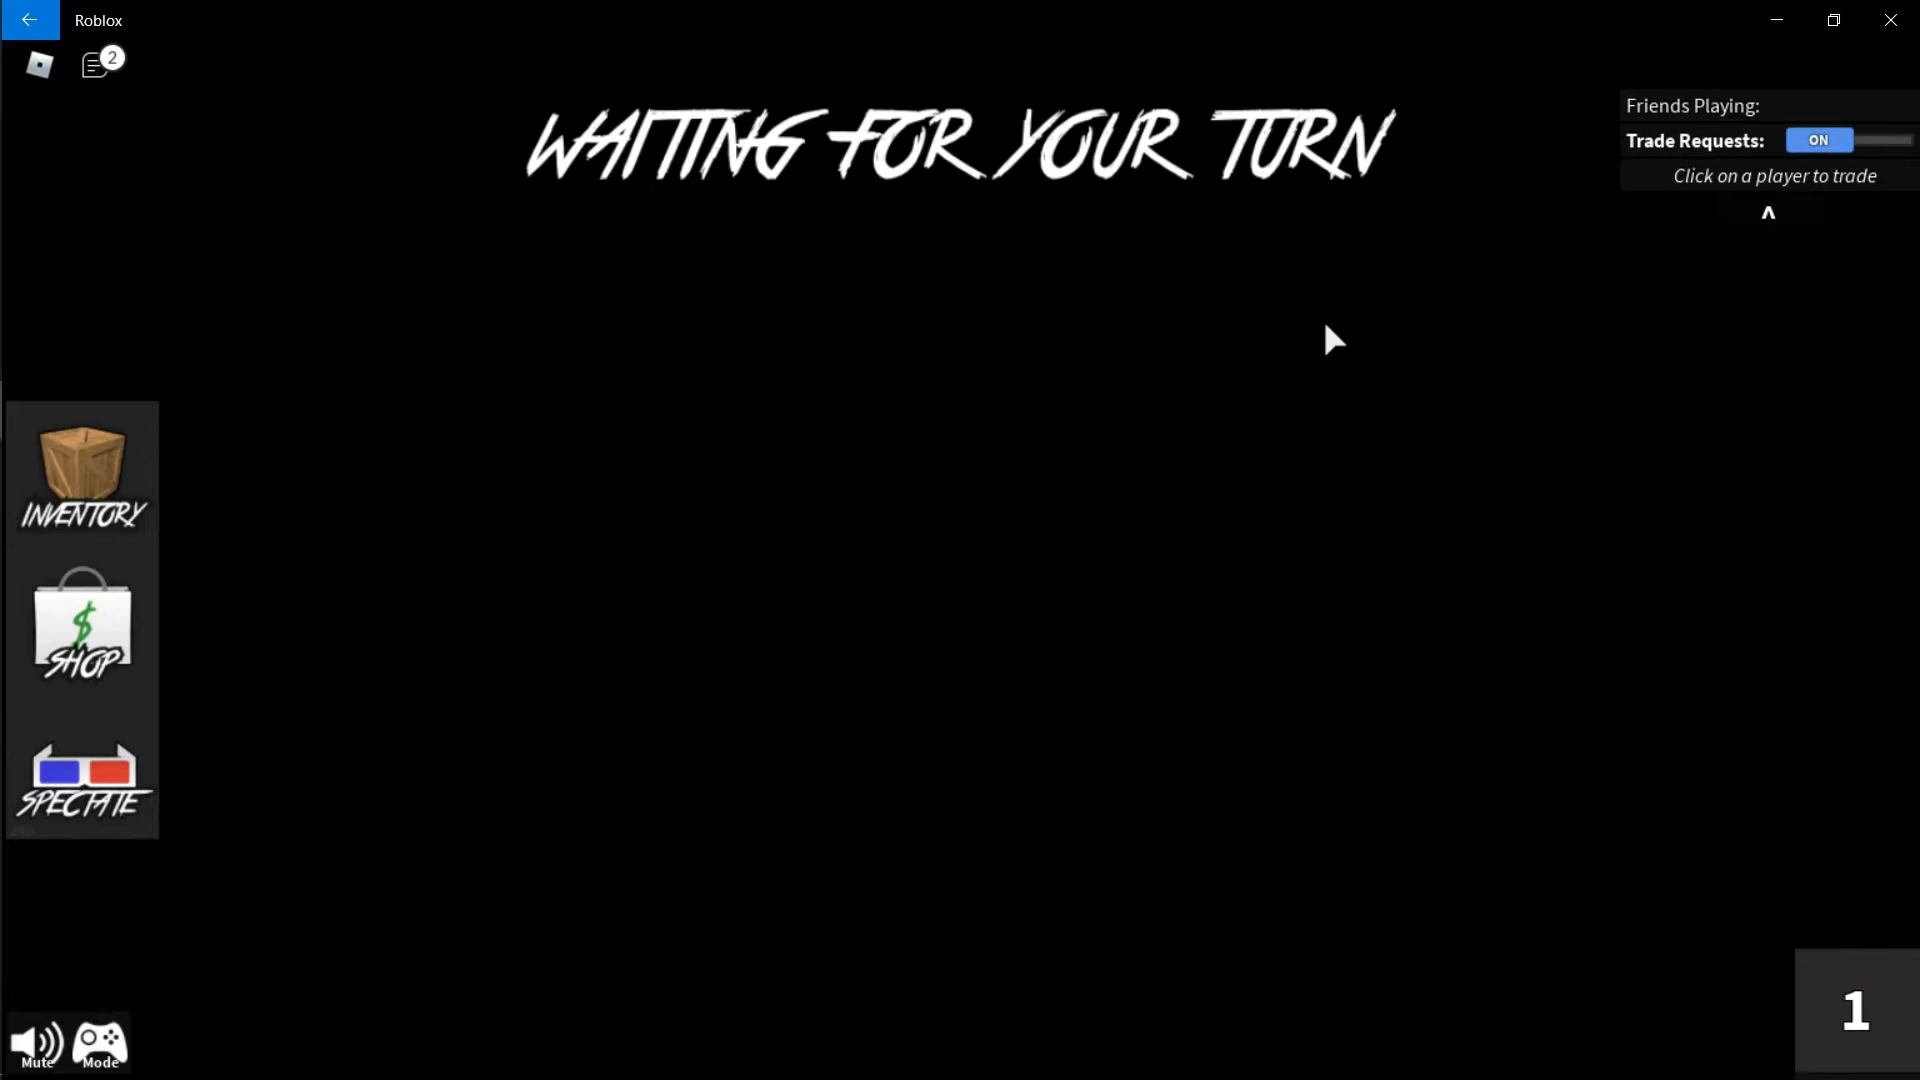 Roblox
2
WAITING FOR YOUR TURN
Friends Playing:
Trade Requests: ON
Click on a player to trade
INVENTORY
$
SHOP
SPECTATE
Mute
Mode
1